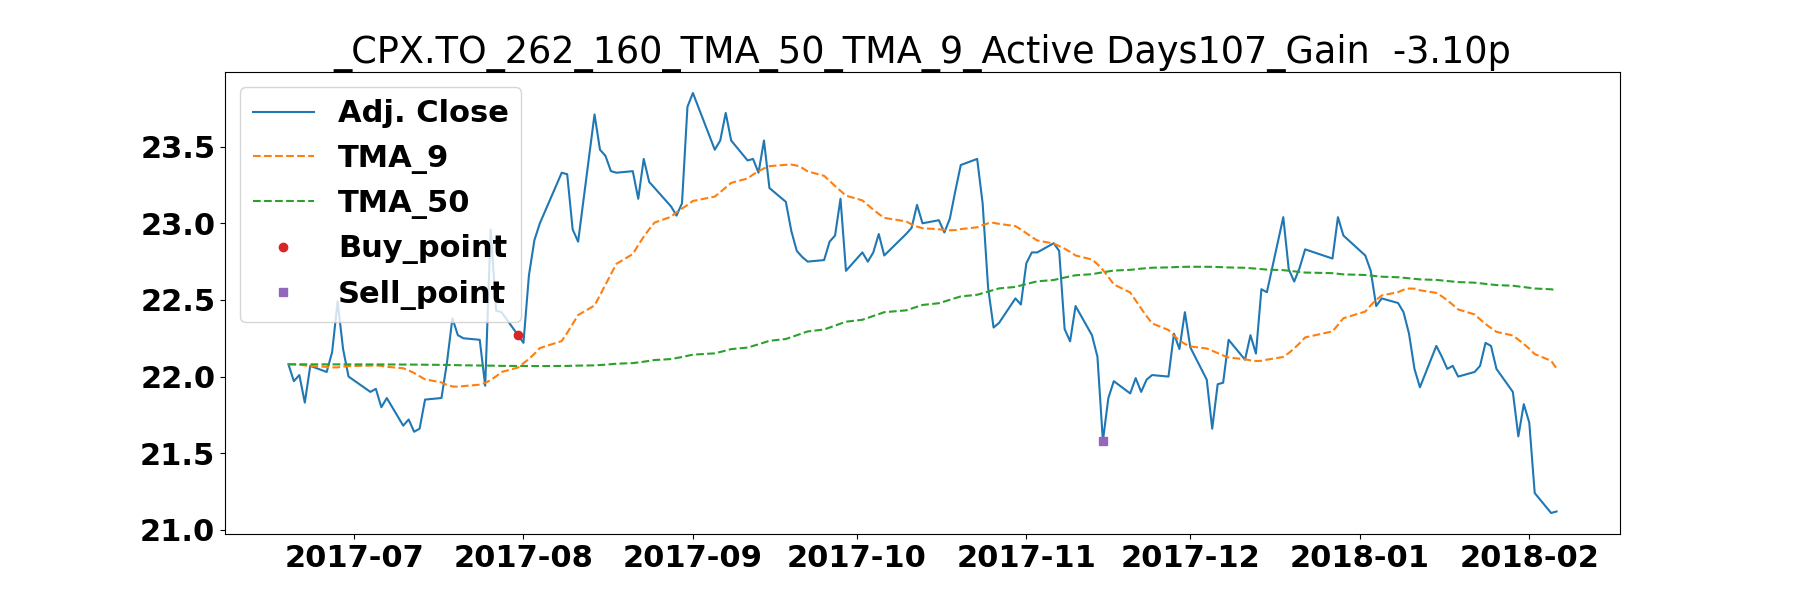 _CPX.TO_262_160_TMA_50_TMA_9_Active Days107_Gain  -3.10p
Adj. Close
TMA_9
TMA_50
Buy_point
Sell_point
23.5
23.0
22.5
22.0
21.5
21.0
2017-07 2017-08 2017-09 2017-10 2017-11 2017-12 2018-01 2018-02